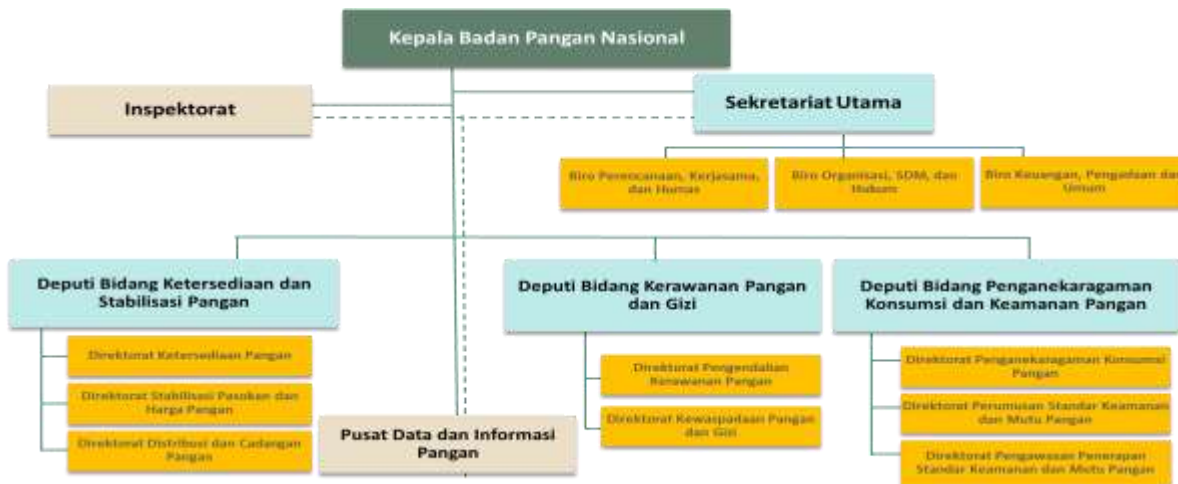 Kepala Badan Pangan Nasional
Inspektorat
Sekretariat Utama
Biro Perencanaan, Kerjasama,
dan Humas
Biro Organisasi, SDM, dan
Hukum
Biro Keuangan, Pengadaan dan
Umum
Deputi Bidang Ketersediaan dan
Stabilisasi Pangan
Direktorat Ketersediaan Pangan
Direktorat Stabilisasi Pasokan dan
Harga Pangan
Direktorat Distribusi dan Cadangan
Pangan
Pusat Data dan Informasi
Pangan
Deputi Bidang Kerawanan Pangan
dan Gizi
Direktorat Pengendalian
Kerawanan Pangan
Direktorat Kewaspadaan Pangan
dan Gizi
Deputi Bidang Penganekaragaman
Konsumsi dan Keamanan Pangan
Direktorat Penganekaragaman Konsumsi
Pangan
Direktorat Perumusan Standar Keamanan
dan Mutu Pangan
Direktorat Pengawasan Penerapan
Standar Keamanan dan Mutu Pangan